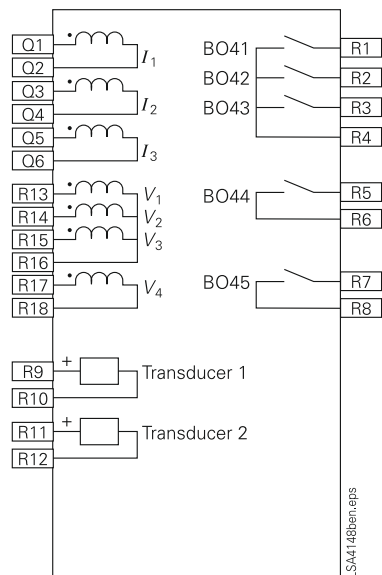 Q1
Q2
I1
Q3
Q4
I2
Q5
Q6
I3
R13
V1
R14
V2
R15
V3
R16
R17
V4
R18
R9
+
Transducer 1
R10
R11
+
Transducer 2
R12
BO41
R1
BO42
R2
BO43
R3
R4
BO44
R5
R6
BO45
R7
R8
LSA4148ben.eps